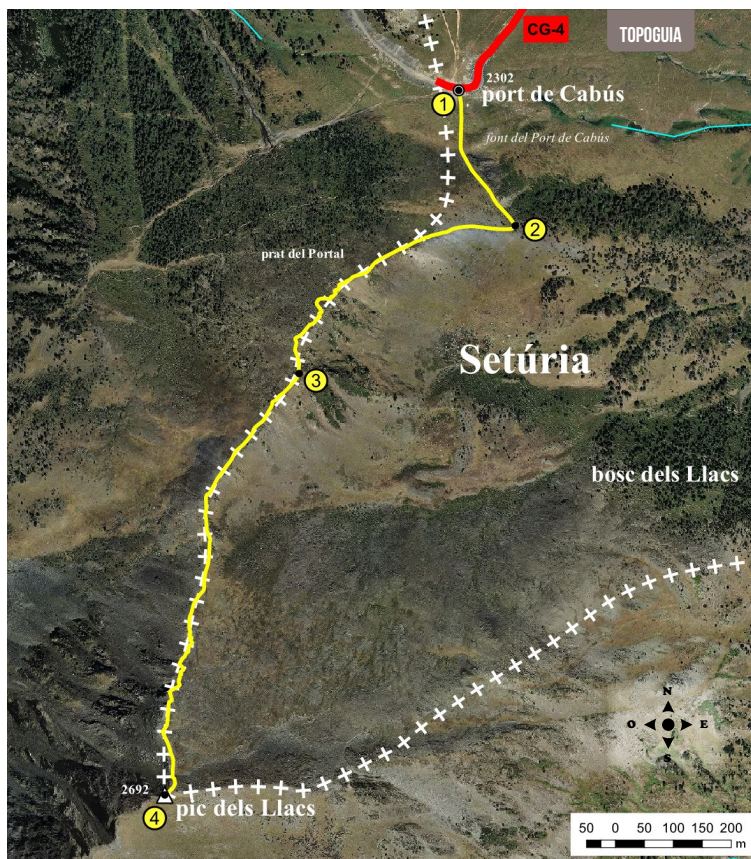 CG-4
TOPOGUIA
2302
port de Cabús
1
font del Port de Cabús
2
prat del Portal
Setúria
3
bosc dels Llacs
N
O E
S
2692
pic dels Llacs
4
50 0 50 100 150 200
m